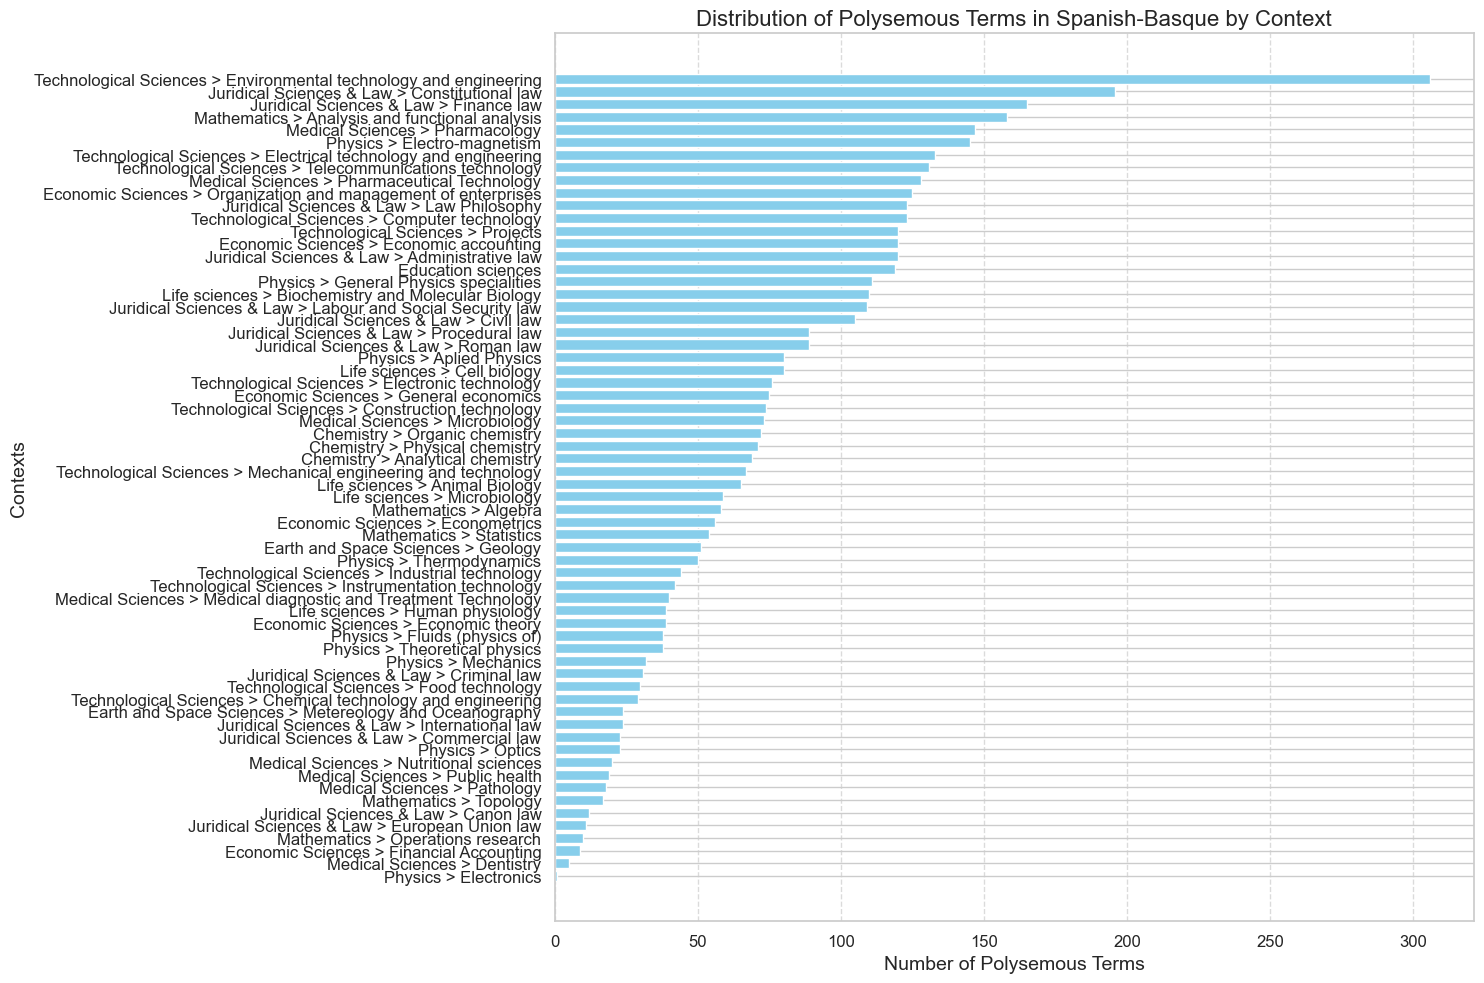 Distribution of Polysemous Terms in Spanish-Basque by Context
Technological Sciences > Environmental technology and engineering
Juridical Sciences & Law > Constitutional law
Juridical Sciences & Law > Finance law
Mathematics > Analysis and functional analysis
Medical Sciences > Pharmacology
Physics > Electro-magnetism
Technological Sciences > Electrical technology and engineering
Technological Sciences > Telecommunications technology
Medical Sciences > Pharmaceutical Technology
Economic Sciences > Organization and management of enterprises
Juridical Sciences & Law > Law Philosophy
Technological Sciences > Computer technology
Technological Sciences > Projects
Economic Sciences > Economic accounting
Juridical Sciences & Law > Administrative law
Education sciences
Physics > General Physics specialities
Life sciences > Biochemistry and Molecular Biology
Juridical Sciences & Law > Labour and Social Security law
Juridical Sciences & Law > Civil law
Juridical Sciences & Law > Procedural law
Juridical Sciences & Law > Roman law
Physics > Aplied Physics
Life sciences > Cell biology
Technological Sciences > Electronic technology
Economic Sciences > General economics
Technological Sciences > Construction technology
Medical Sciences > Microbiology
Chemistry > Organic chemistry
Chemistry > Physical chemistry
Chemistry > Analytical chemistry
Technological Sciences > Mechanical engineering and technology
Life sciences > Animal Biology
Life sciences > Microbiology
Mathematics > Algebra
Economic Sciences > Econometrics
Mathematics > Statistics
Earth and Space Sciences > Geology
Physics > Thermodynamics
Technological Sciences > Industrial technology
Technological Sciences > Instrumentation technology
Medical Sciences > Medical diagnostic and Treatment Technology
Life sciences > Human physiology
Economic Sciences > Economic theory
Physics > Fluids (physics of)
Physics > Theoretical physics
Physics > Mechanics
Juridical Sciences & Law > Criminal law
Technological Sciences > Food technology
Technological Sciences > Chemical technology and engineering
Earth and Space Sciences > Metereology and Oceanography
Juridical Sciences & Law > International law
Juridical Sciences & Law > Commercial law
Physics > Optics
Medical Sciences > Nutritional sciences
Medical Sciences > Public health
Medical Sciences > Pathology
Mathematics > Topology
Juridical Sciences & Law > Canon law
Juridical Sciences & Law > European Union law
Mathematics > Operations research
Economic Sciences > Financial Accounting
Medical Sciences > Dentistry
Physics > Electronics
Contexts
0 50 100 150 200 250 300
Number of Polysemous Terms